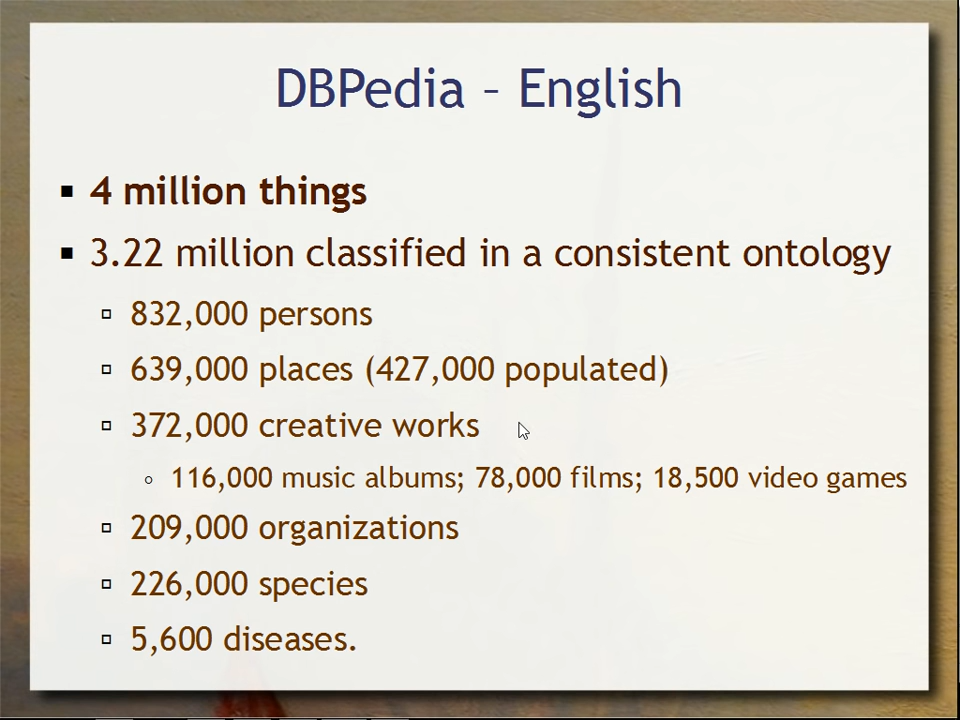 DBPedia – English
4 million things
3.22 million classified in a consistent ontology
832,000 persons
639,000 places (427,000 populated)
372,000 creative works
116,000 music albums; 78,000 films; 18,500 video games
209,000 organizations
226,000 species
5,600 diseases.